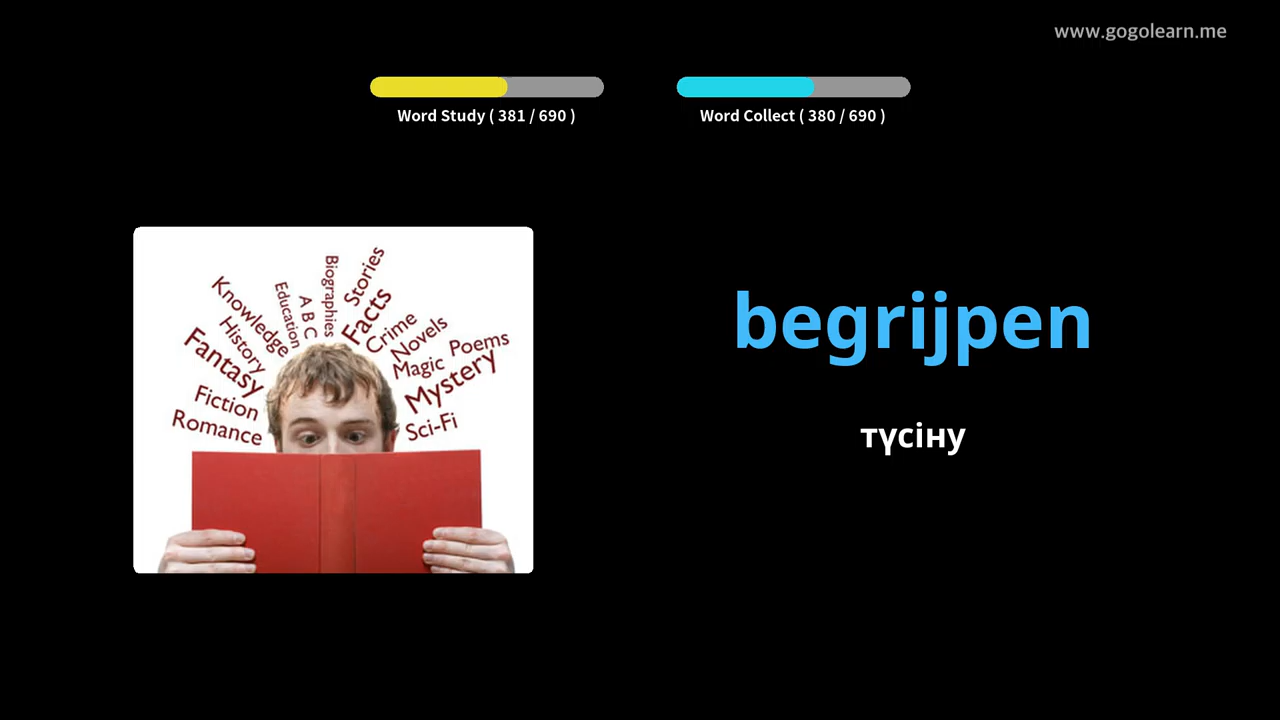 www.gogolearn.me
Word Study ( 381 / 690 )
Word Collect ( 380 / 690 )
Knowledge
History
Fantasy
Fiction
Romance
Education
A B C
Biographies
Stories
Facts
Crime
Novels
Magic
Poems
Mystery
Sci-Fi
begrijpen
түсіну